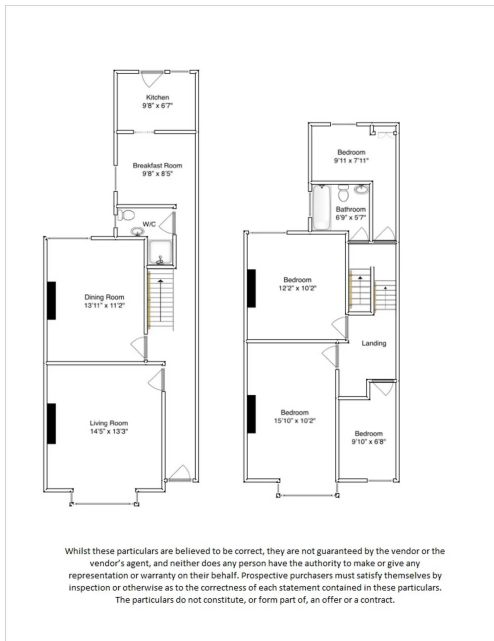 Kitchen
9'8" x 6'7"
Breakfast Room
9'8" x 8'5"
W/C
Dining Room
13'11" x 11'2"
Living Room
14'5" x 13'3"
Bedroom
9'11 x 7'11"
Bathroom
6'9" x 5'7"
Bedroom
12'2" x 10'2"
Landing
Bedroom
15'10" x 10'2"
Bedroom
9'10" x 6'8"
Whilst these particulars are believed to be correct, they are not guaranteed by the vendor or the
vendor's agent, and neither does any person have the authority to make or give any
representation or warranty on their behalf. Prospective purchasers must satisfy themselves by
inspection or otherwise as to the correctness of each statement contained in these particulars.
The particulars do not constitute, or form part of, an offer or a contract.